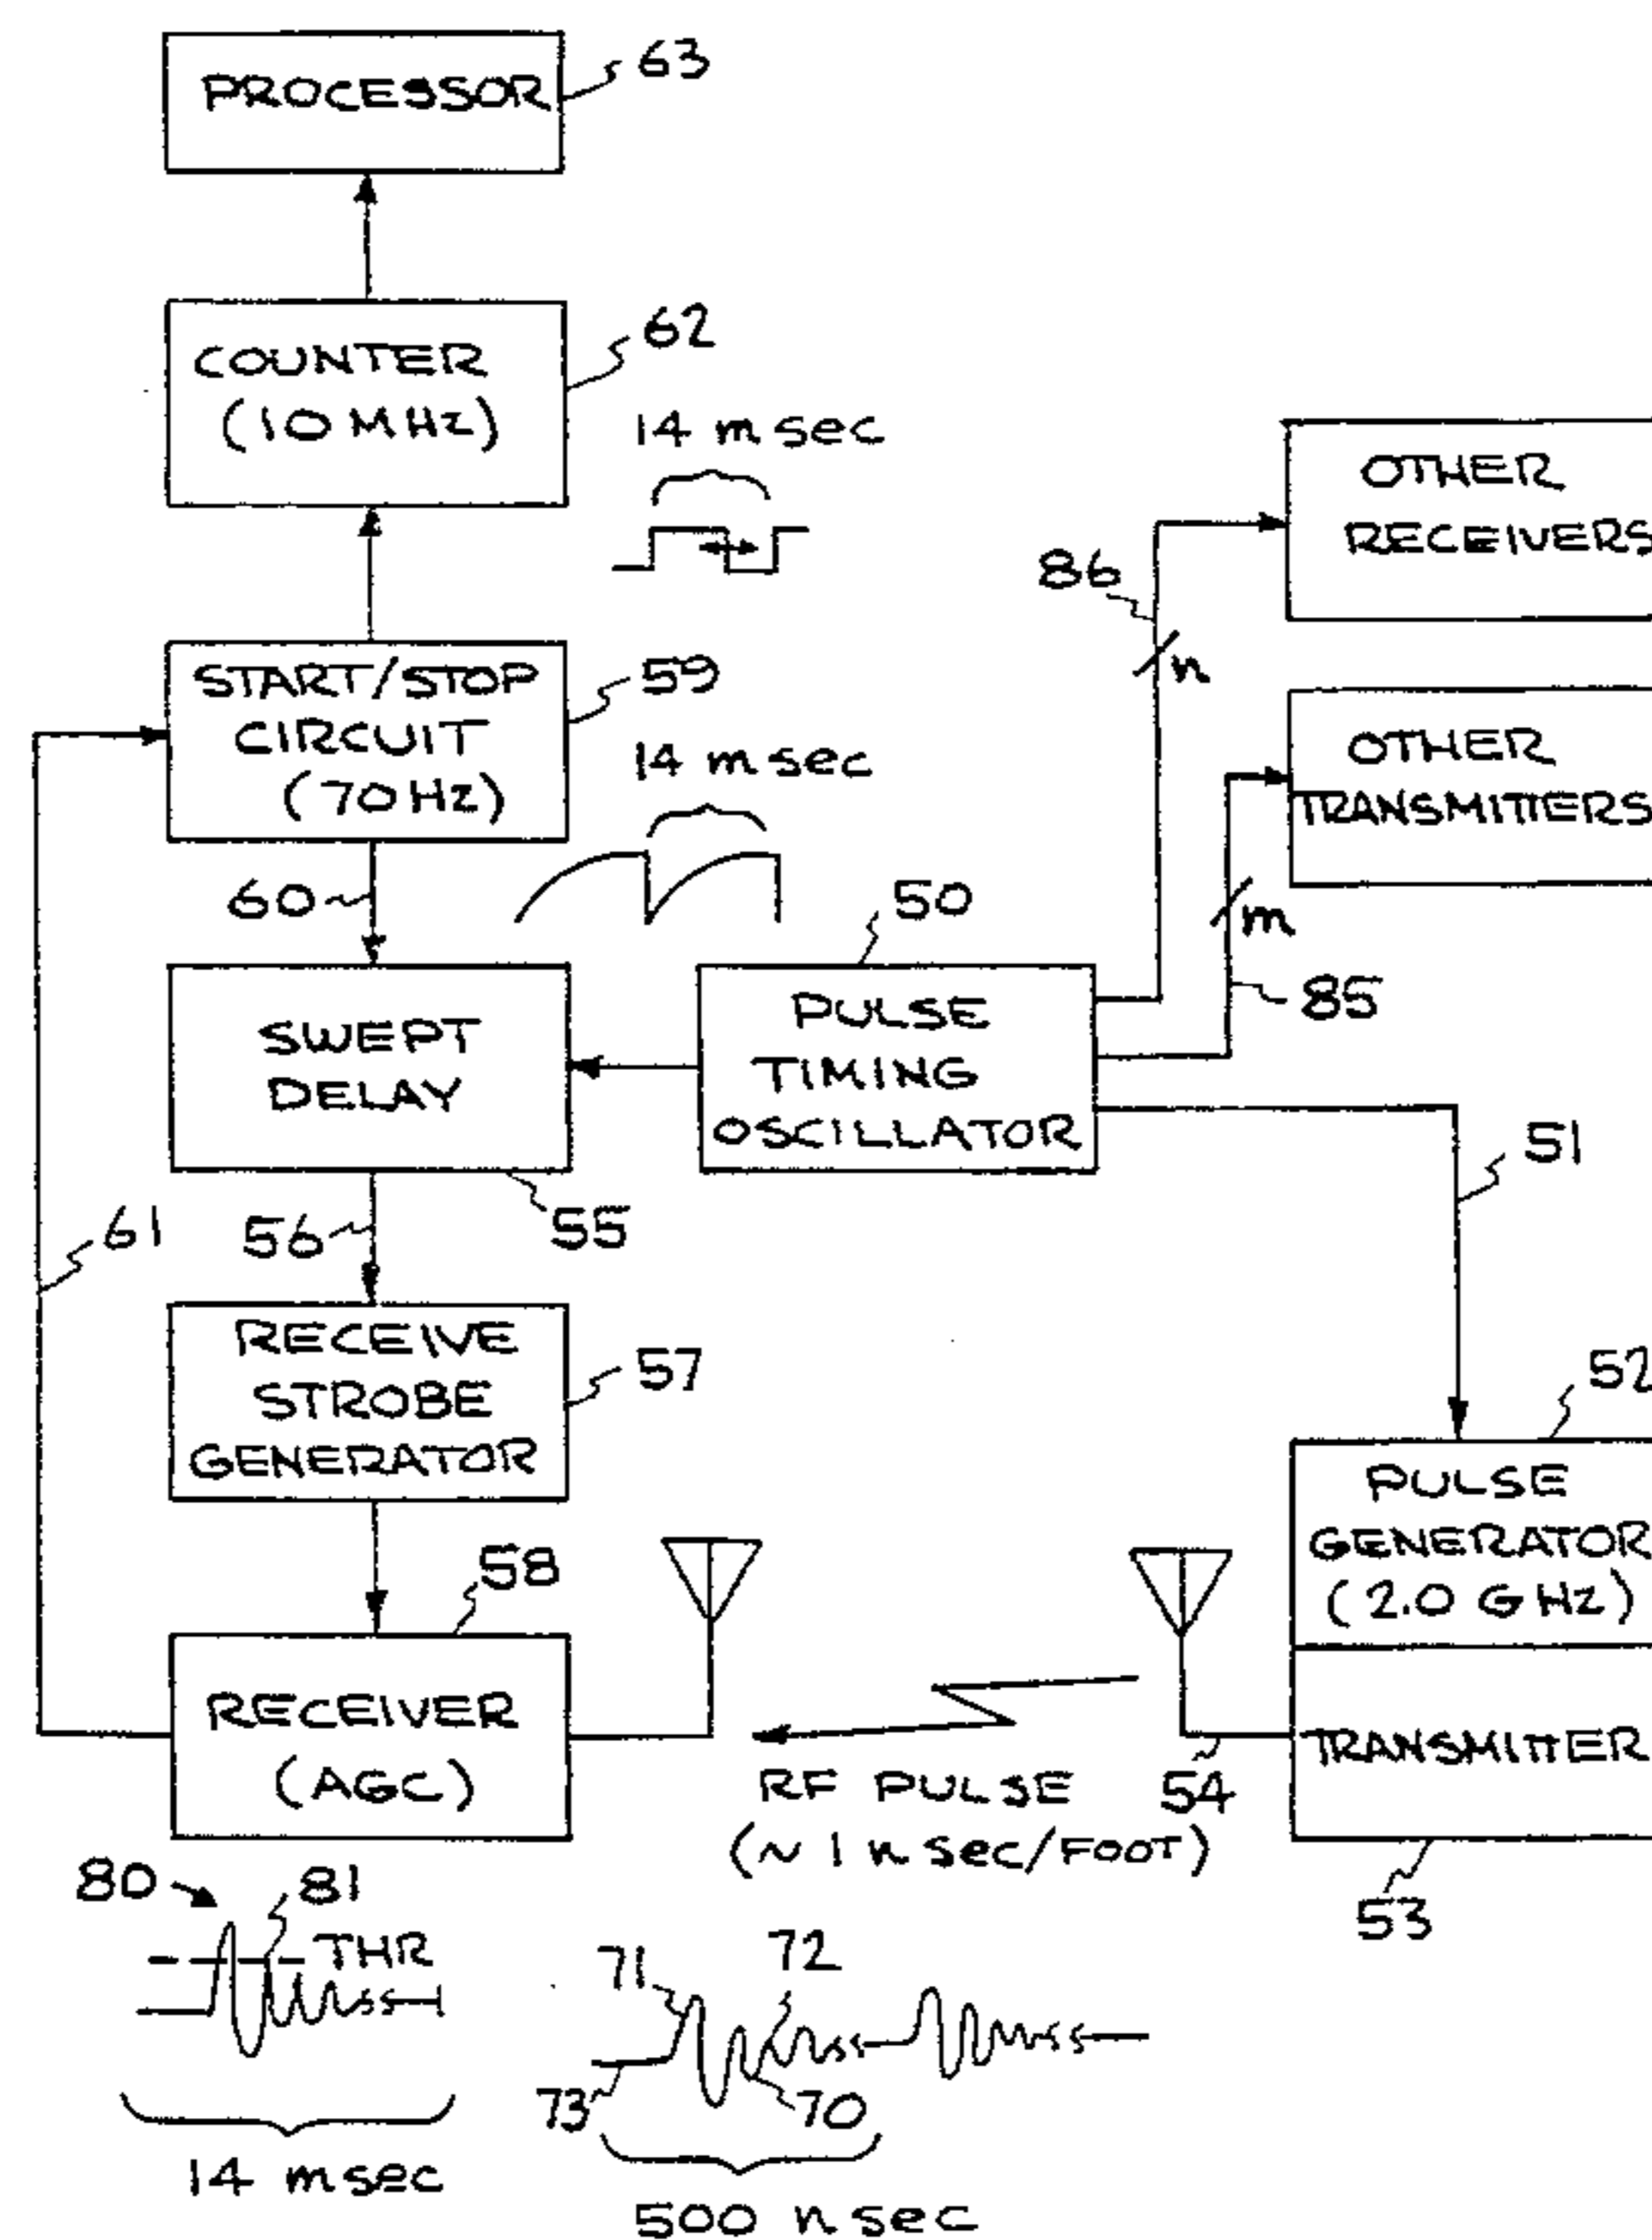 PROCESSOR
63
COUNTER
(10 MHz)
62
14 msec
OTHER
RECEIVERS
86
n
START/STOP
CIRCUIT
(70 Hz)
59
14 msec
OTHER
TRANSMITTERS
m
60
50
85
SWEPT
DELAY
PULSE
TIMING
OSCILLATOR
51
61
56
55
RECEIVE
STROBE
GENERATOR
57
52
PULSE
GENERATOR
(2.0 GHz)
58
RECEIVER
(AGC)
TRANSMITTER
RF PULSE
(~ 1 n sec/FOOT)
54
53
80
81
THR
71
72
73
70
14 msec
500 n sec